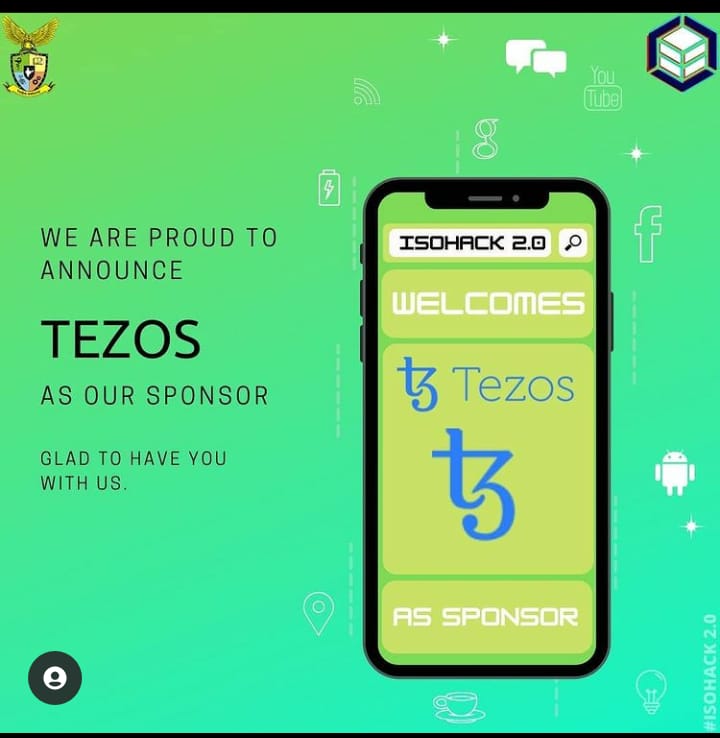 You
Tube
WE ARE PROUD TO
ANNOUNCE
TEZOS
AS OUR SPONSOR
GLAD TO HAVE YOU
WITH US.
ISOHACK 2.0
WELCOMES
Tezos
AS SPONSOR
#ISOHACK 2.0